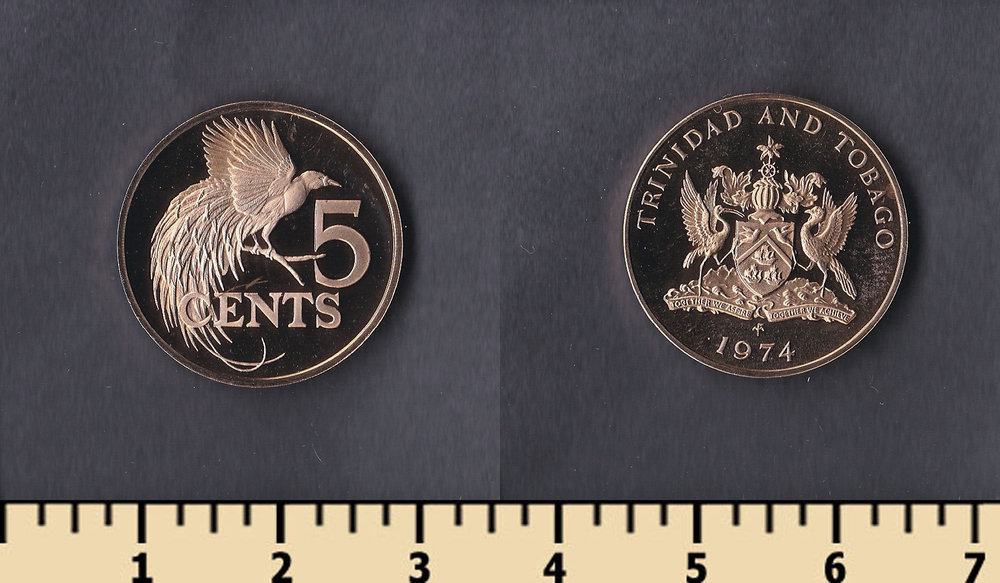 5
CENTS
TRINIDAD AND TOBAGO
TOGETHER WE ASPIRE
TOGETHER WE ACHIEVE
1974
1 2 3 4 5 6 7